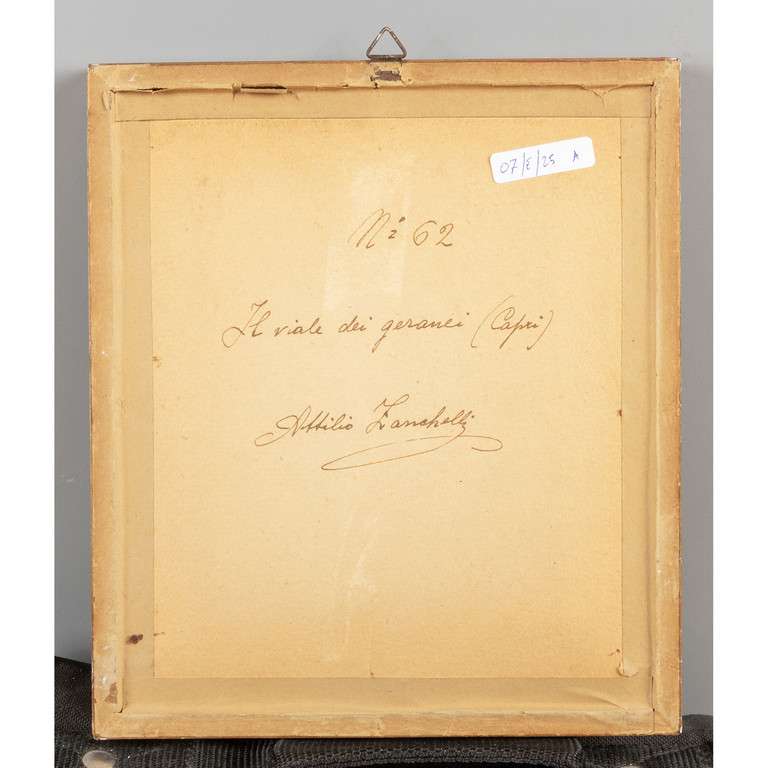 07/E/25 A
N° 62
Il viale dei geranei (Capri)
Attilio Zanchelli